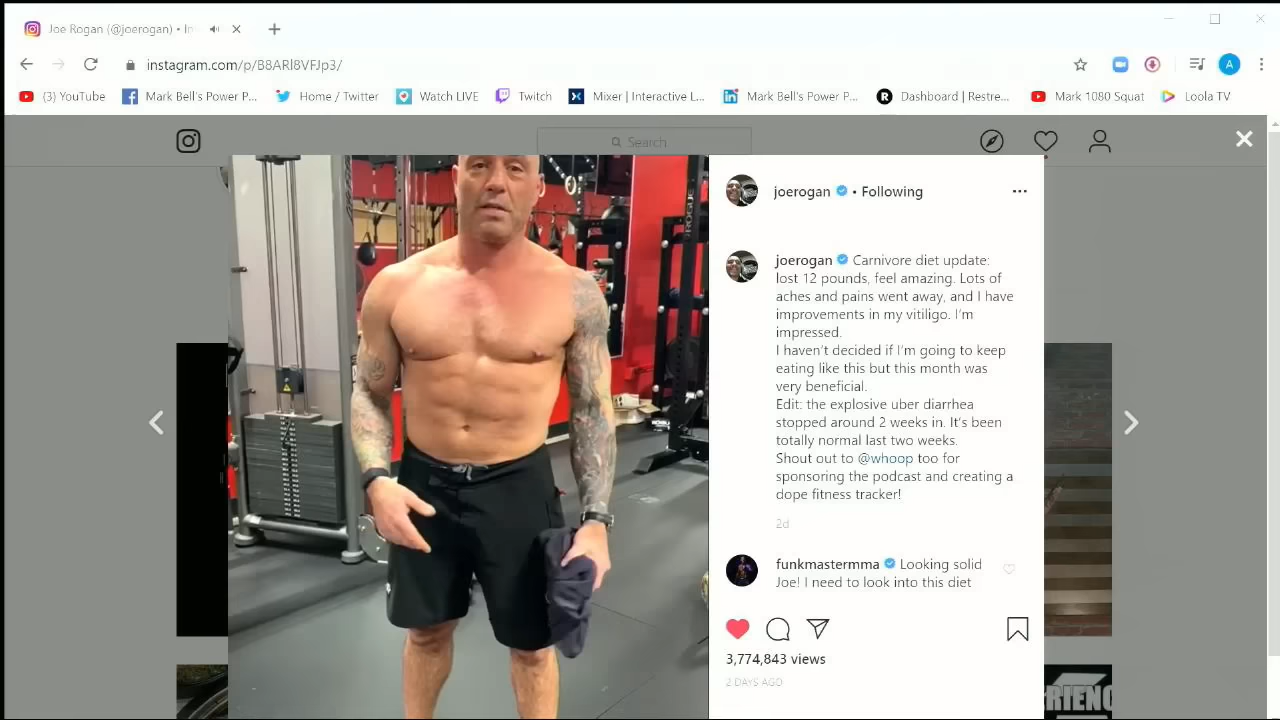 Joe Rogan (@joerogan) • In
instagram.com/p/B8ARl8VFJp3/
A
(3) YouTube
Mark Bell's Power P...
Home / Twitter
Watch LIVE
Twitch
Mixer | Interactive L...
Mark Bell's Power P...
Dashboard | Restre...
Mark 1080 Squat
Loola TV
Search
ROGUE
joerogan • Following
joerogan Carnivore diet update:
lost 12 pounds, feel amazing. Lots of
aches and pains went away, and I have
improvements in my vitiligo. I'm
impressed.
I haven't decided if I'm going to keep
eating like this but this month was
very beneficial.
Edit: the explosive uber diarrhea
stopped around 2 weeks in. It's been
totally normal last two weeks.
Shout out to @whoop too for
sponsoring the podcast and creating a
dope fitness tracker!
2d
funkmastermma Looking solid
Joe! I need to look into this diet
3,774,843 views
2 DAYS AGO